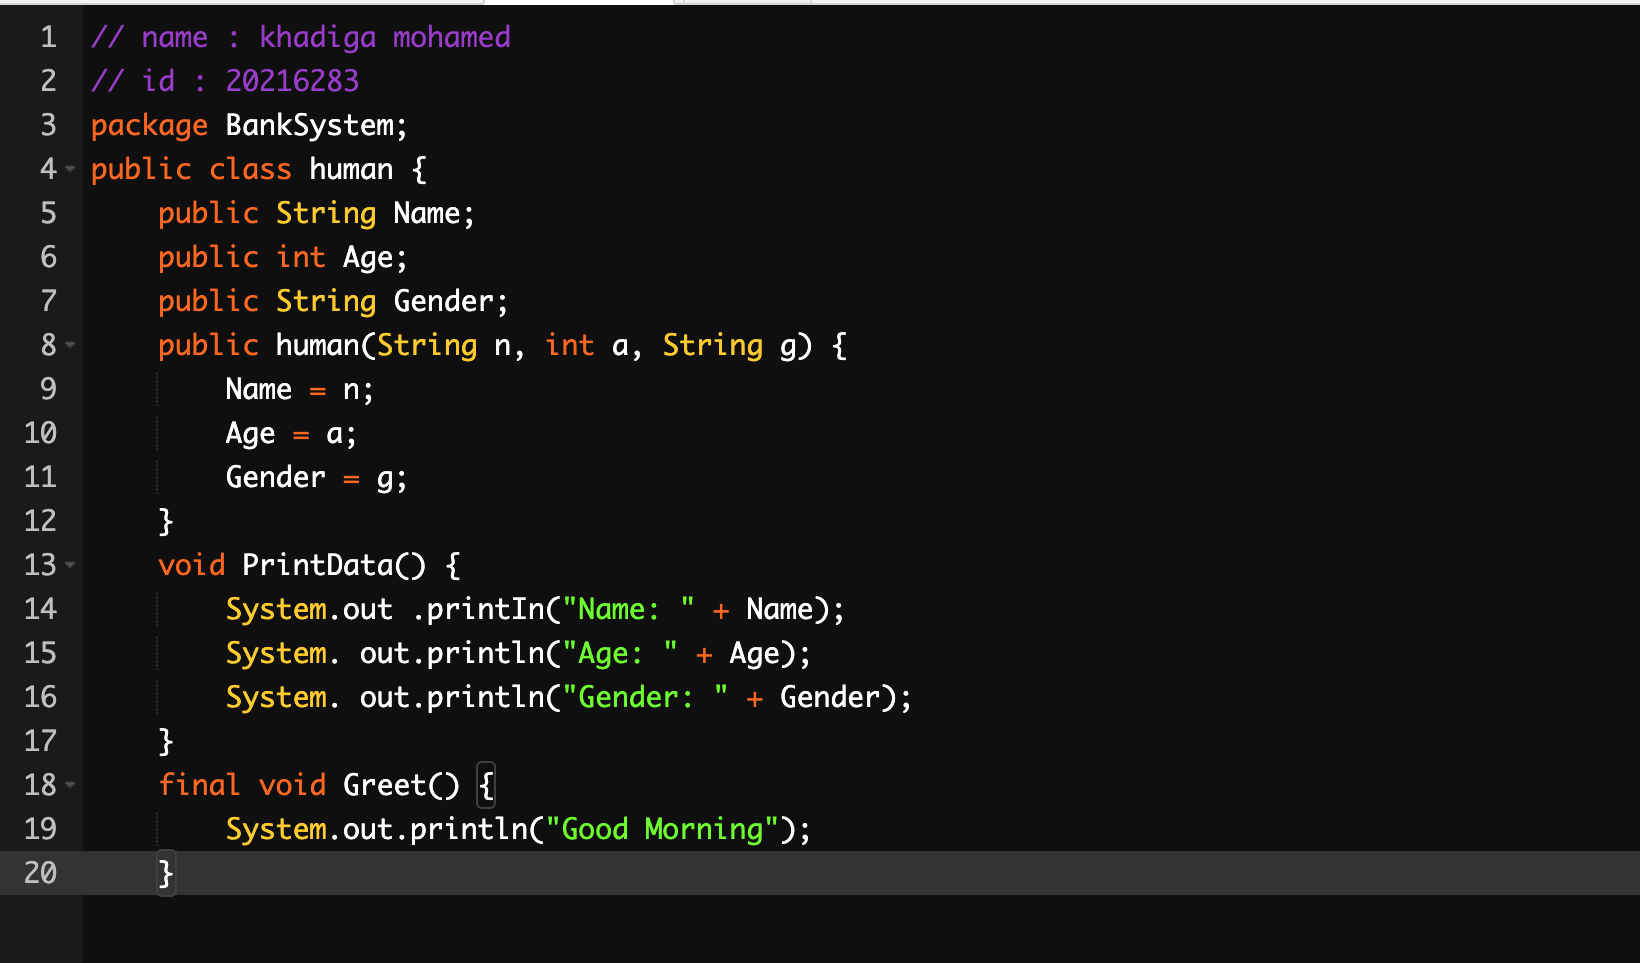 1 // name : khadiga mohamed
2 // id : 20216283
3 package BankSystem;
4 public class human {
5     public String Name;
6     public int Age;
7     public String Gender;
8     public human(String n, int a, String g) {
9         Name = n;
10         Age = a;
11         Gender = g;
12     }
13     void PrintData() {
14         System.out .printIn("Name: " + Name);
15         System. out.println("Age: " + Age);
16         System. out.println("Gender: " + Gender);
17     }
18     final void Greet() {
19         System.out.println("Good Morning");
20     }